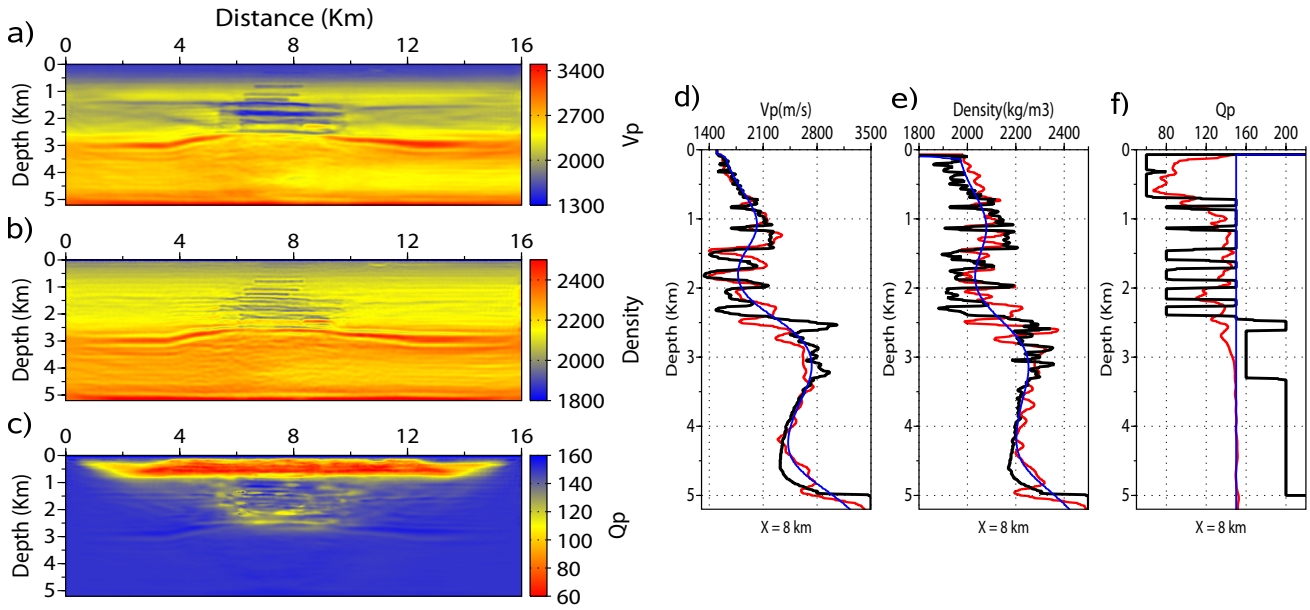 Distance (Km)
a)
0 4 8 12 16
0
1
2
3
4
5
Depth (Km)
3400
2700
2000
1300
Vp
b)
0 4 8 12 16
0
1
2
3
4
5
Depth (Km)
2400
2200
2000
1800
Density
c)
0 4 8 12 16
0
1
2
3
4
5
Depth (Km)
160
140
120
100
80
60
Qp
d)
Vp(m/s)
1400 2100 2800 3500
0
1
2
3
4
5
Depth (Km)
X = 8 km
e)
Density(kg/m3)
1800 2000 2200 2400
0
1
2
3
4
5
Depth (Km)
X = 8 km
f)
Qp
80 120 160 200
0
1
2
3
4
5
Depth (Km)
X = 8 km